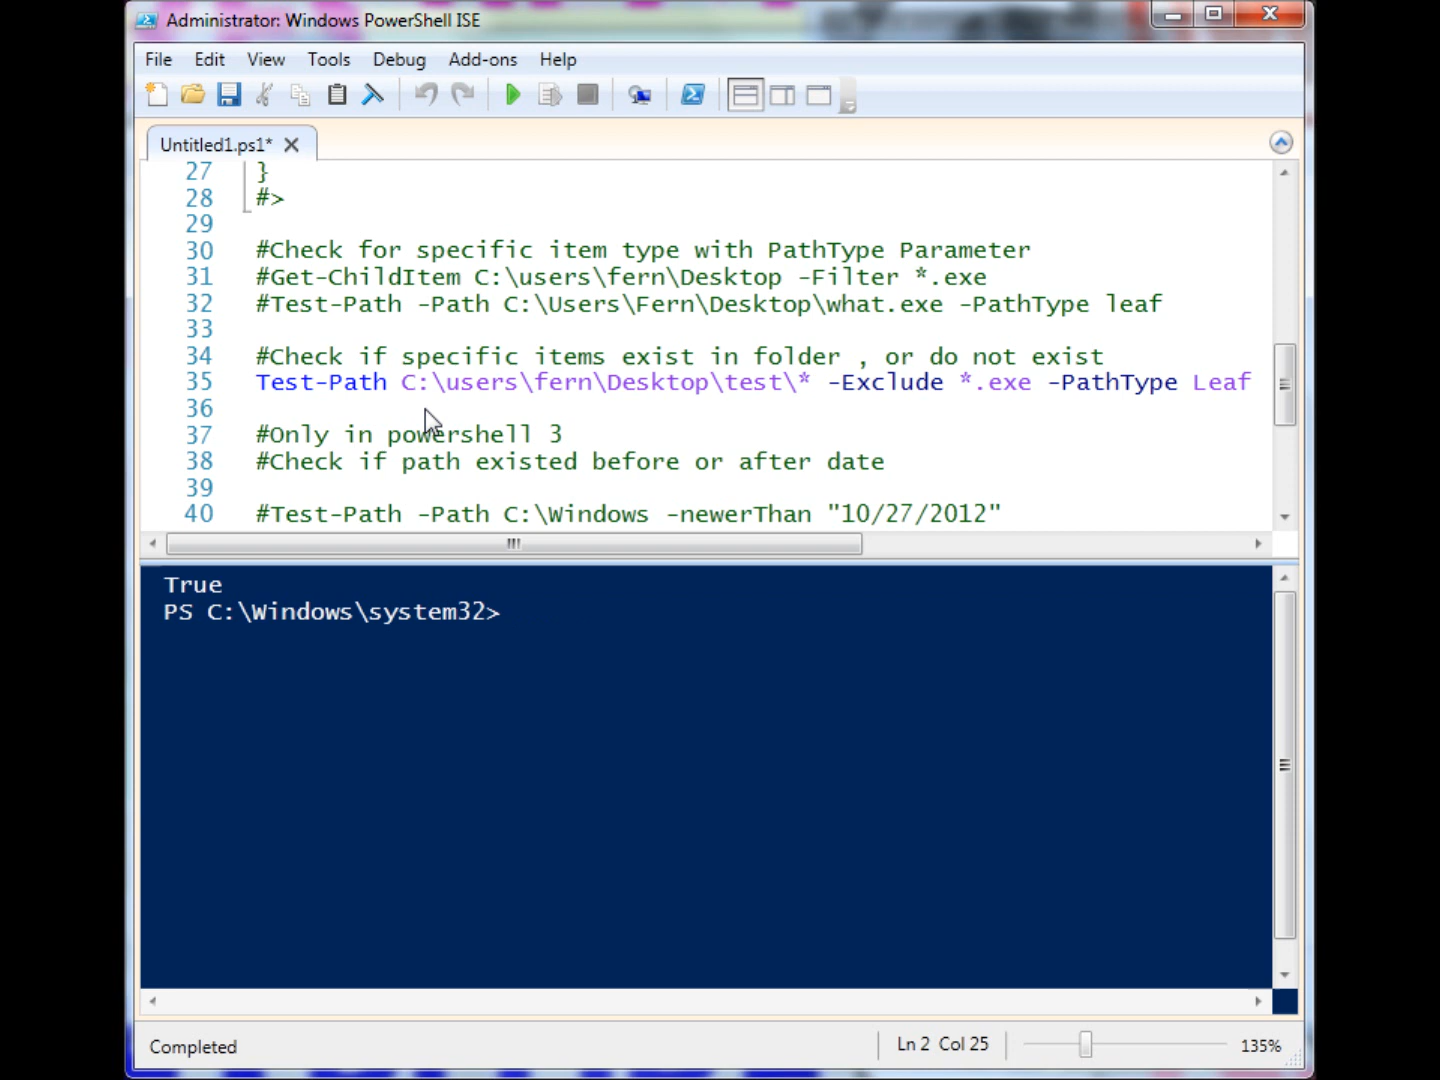 Administrator: Windows PowerShell ISE
File Edit View Tools Debug Add-ons Help
Untitled1.ps1*
27 }
28 #>
29
30 #Check for specific item type with PathType Parameter
31 #Get-ChildItem C:\users\fern\Desktop -Filter *.exe
32 #Test-Path -Path C:\Users\Fern\Desktop\what.exe -PathType leaf
33
34 #Check if specific items exist in folder , or do not exist
35 Test-Path C:\users\fern\Desktop\test\* -Exclude *.exe -PathType Leaf
36
37 #Only in powershell 3
38 #Check if path existed before or after date
39
40 #Test-Path -Path C:\Windows -newerThan "10/27/2012"
True
PS C:\Windows\system32>
Completed Ln 2 Col 25 135%